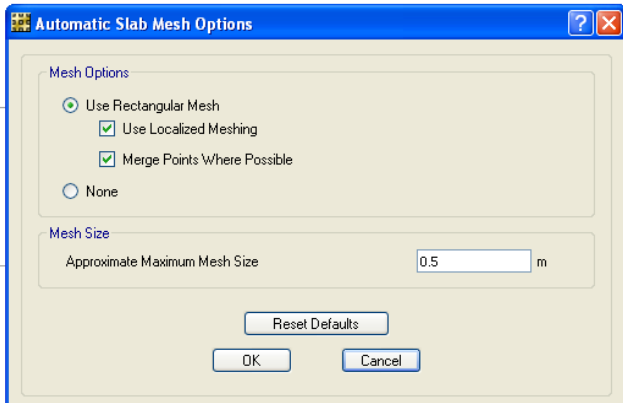 Automatic Slab Mesh Options
Mesh Options
Use Rectangular Mesh
Use Localized Meshing
Merge Points Where Possible
None
Mesh Size
Approximate Maximum Mesh Size 0.5 m
Reset Defaults
OK Cancel